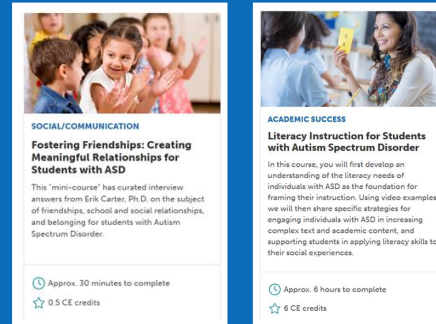 SOCIAL/COMMUNICATION
Fostering Friendships: Creating
Meaningful Relationships for
Students with ASD
This "mini-course" has curated interview
answers from Erik Carter, Ph.D. on the subject
of friendships, school and social relationships,
and belonging for students with Autism
Spectrum Disorder.
Approx. 30 minutes to complete
0.5 CE credits
ACADEMIC SUCCESS
Literacy Instruction for Students
with Autism Spectrum Disorder
In this course, you will first develop an
understanding of the literacy needs of
individuals with ASD as the foundation for
framing their instruction. Using video examples
we will then share specific strategies for
engaging individuals with ASD in increasing
complex text and academic content, and
supporting students in applying literacy skills to
their social experiences.
Approx. 6 hours to complete
6 CE credits